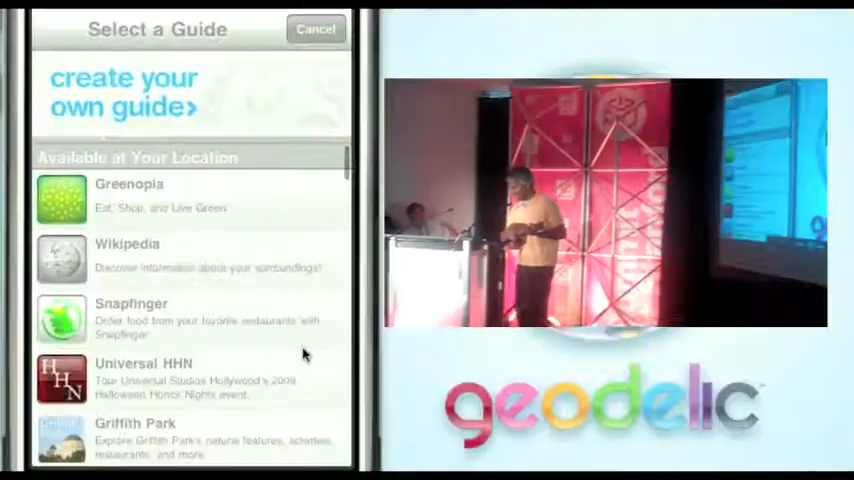 Select a Guide
Cancel
create your
own guide>
Available at Your Location
Greenopia
Eat, Shop, and Live Green
Wikipedia
Discover information about your surroundings!
Snapfinger
Order food from your favorite restaurants with
Snapfinger
Universal HHN
Tour Universal Studios Hollywood's 2009
Halloween Horror Nights event.
HHN
Griffith Park
Explore Griffith Park's natural features, activities,
restaurants, and more.
geodelic